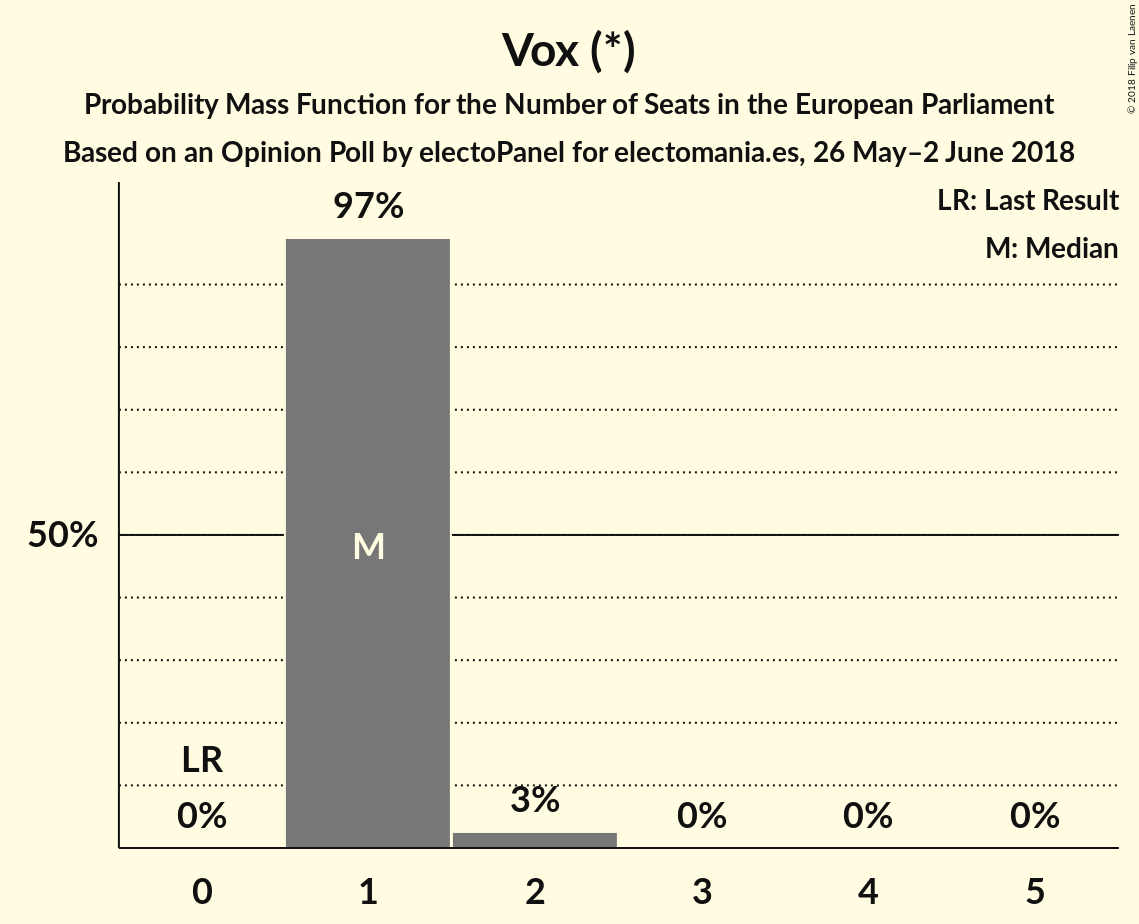 Vox (*)
Probability Mass Function for the Number of Seats in the European Parliament
Based on an Opinion Poll by electoPanel for electomania.es, 26 May–2 June 2018
© 2018 Filip van Laenen
LR: Last Result
M: Median
97%
50%
M
LR
0%
3%
0%
0%
0%
0
1
2
3
4
5